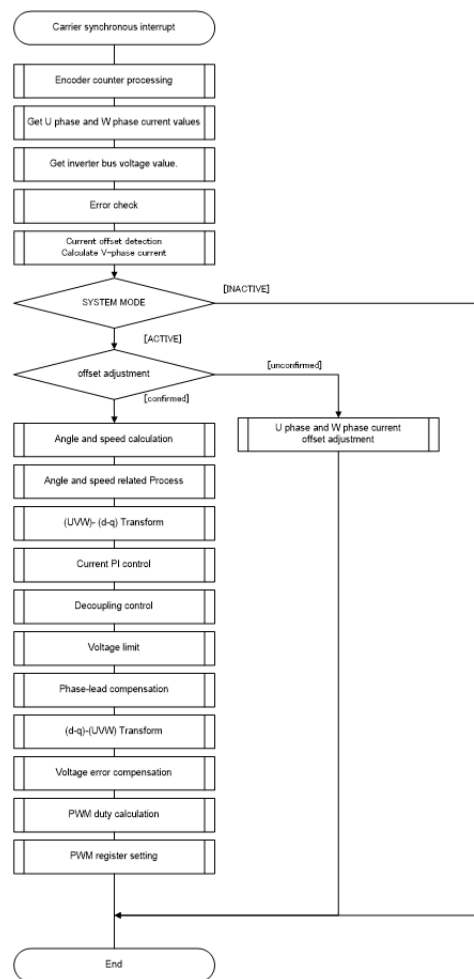 Carrier synchronous interrupt
Encoder counter processing
Get U phase and W phase current values
Get inverter bus voltage value.
Error check
Current offset detection
Calculate V-phase current
SYSTEM MODE
[INACTIVE]
[ACTIVE]
offset adjustment
[unconfirmed]
[confirmed]
U phase and W phase current
offset adjustment
Angle and speed calculation
Angle and speed related Process
(UVW)- (d-q) Transform
Current PI control
Decoupling control
Voltage limit
Phase-lead compensation
(d-q)-(UVW) Transform
Voltage error compensation
PWM duty calculation
PWM register setting
End